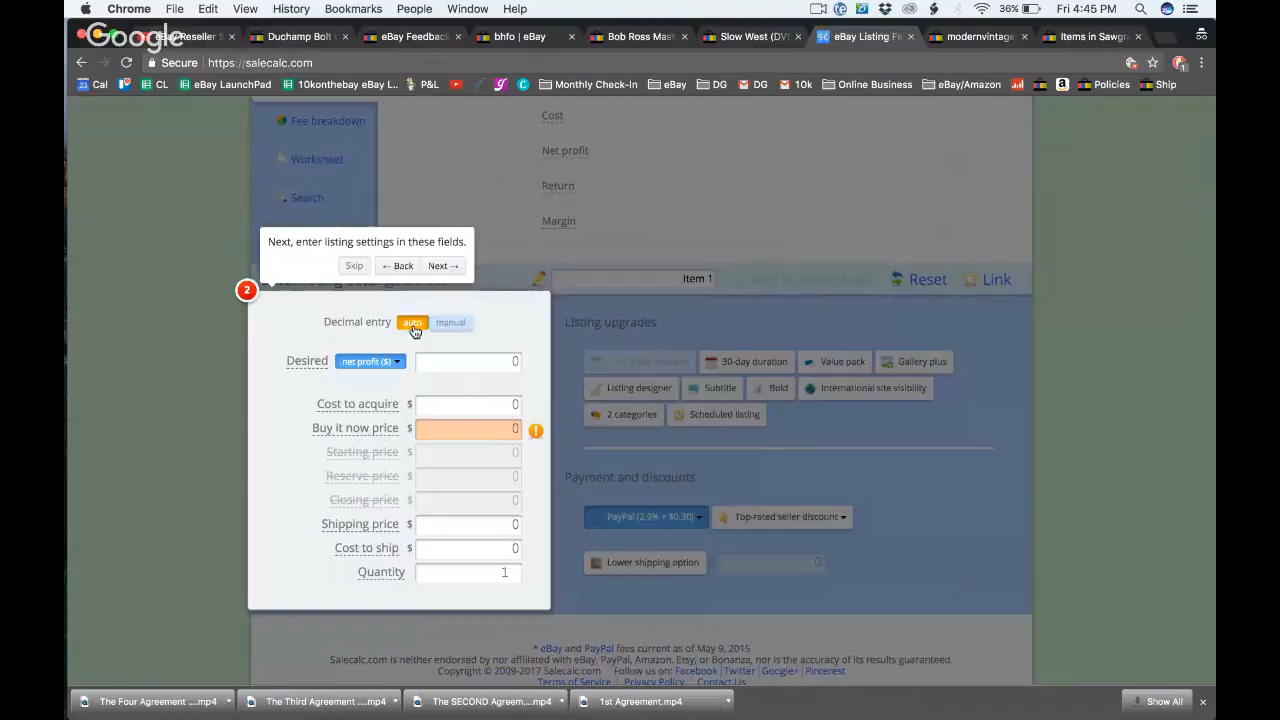 Chrome File Edit View History Bookmarks People Window Help 36% Fri 4:45 PM
Google
eBay Reseller S Duchamp Bolt eBay Feedback bhfo | eBay Bob Ross Mast Slow West (DVD eBay Listing Fe modernvintage Items in Sawgra
Secure https://salecalc.com
Cal CL eBay LaunchPad 10konthebay eBay P&L Monthly Check-In eBay DG DG 10k Online Business eBay/Amazon Policies Ship
Fee breakdown
Worksheet
Search
Cost
Net profit
Return
Margin
Next, enter listing settings in these fields.
Skip ← Back Next →
Item 1 Reset Link
2
Decimal entry auto manual
Desired net profit ($) 0
Cost to acquire $ 0
Buy it now price $ 0 !
Starting price $ 0
Reserve price $ 0
Closing price $ 0
Shipping price $ 0
Cost to ship $ 0
Quantity 1
Listing upgrades
30-day duration Value pack Gallery plus
Listing designer Subtitle Bold International site visibility
2 categories Scheduled listing
Payment and discounts
PayPal (2.9% + $0.30) Top-rated seller discount
Lower shipping option 0
* eBay and PayPal fees current as of May 9, 2015
Salecalc.com is neither endorsed by nor affiliated with eBay, PayPal, Amazon, Etsy, or Bonanza, nor is the accuracy of its results guaranteed.
Copyright © 2009-2017 Salecalc.com Follow us on: Facebook | Twitter | Google+ | Pinterest
Terms of Service Privacy Policy Contact Us
The Four Agreement ....mp4 The Third Agreement ....mp4 The SECOND Agreem....mp4 1st Agreement.mp4 Show All